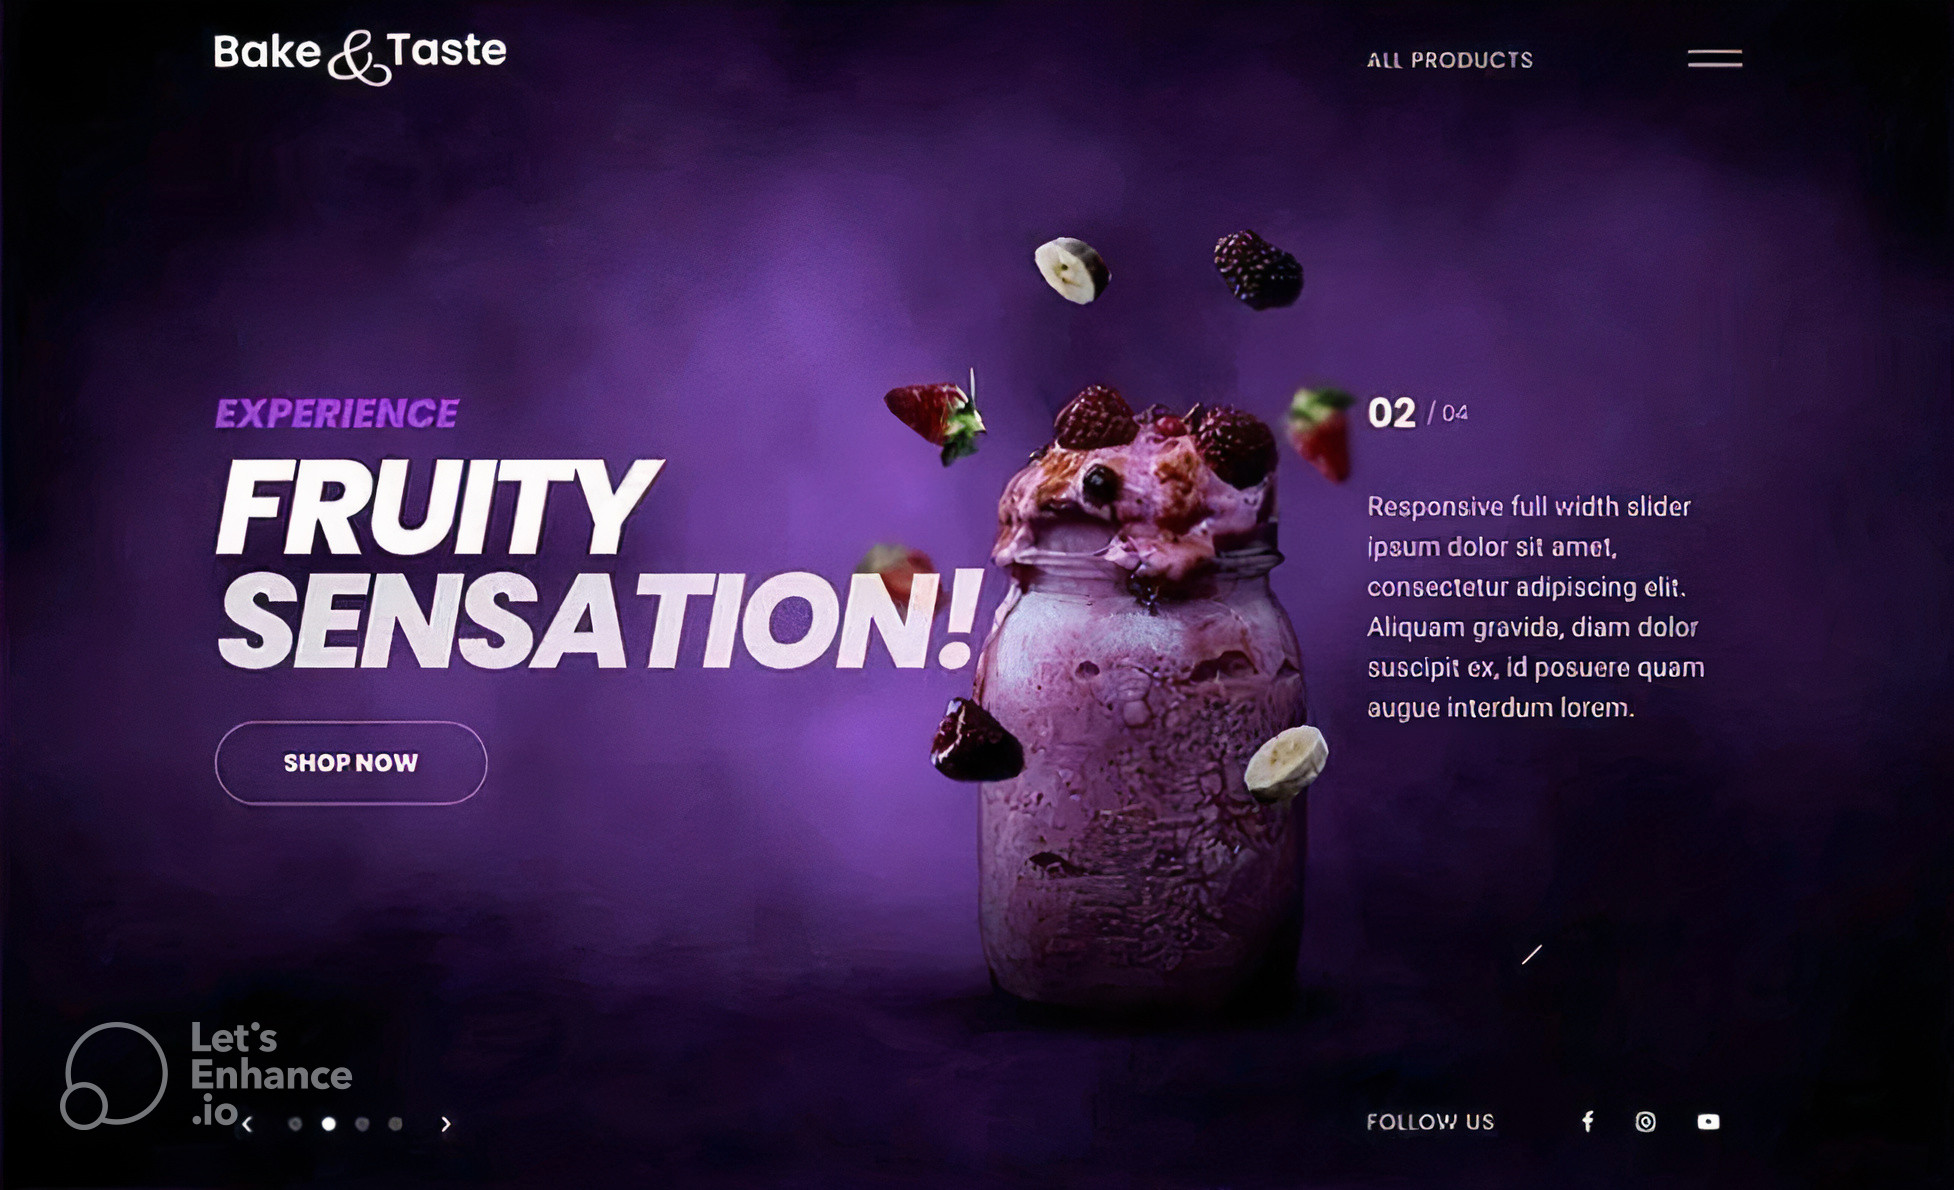 Bake & Taste
ALL PRODUCTS
EXPERIENCE
FRUITY
SENSATION!
SHOP NOW
02 / 04
Responsive full width slider
ipsum dolor sit amet,
consectetur adipiscing elit.
Aliquam gravida, diam dolor
suscipit ex, id posuere quam
augue interdum lorem.
Let's
Enhance
.io
FOLLOW US